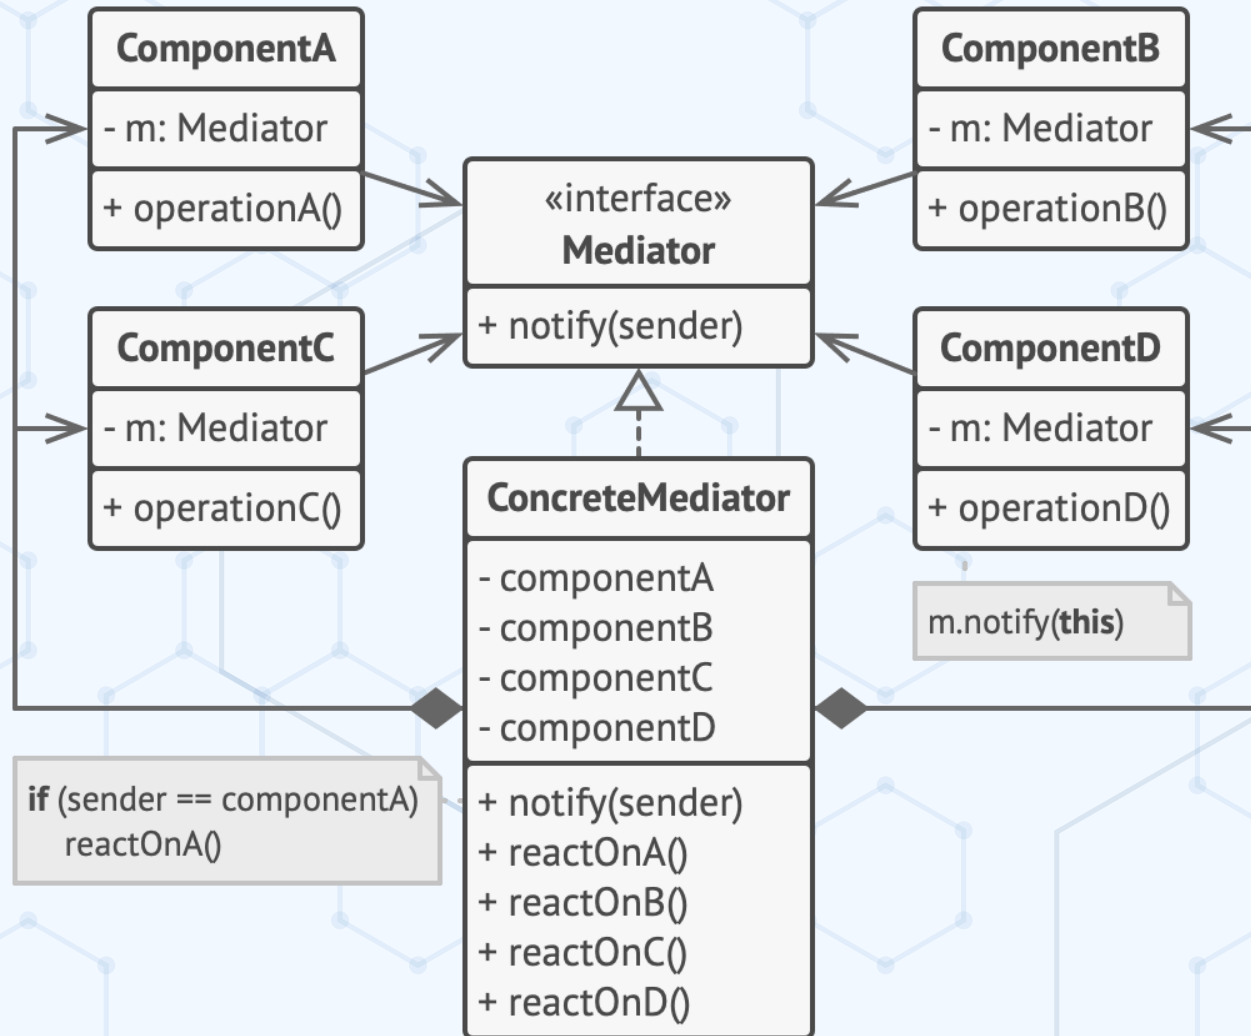 ComponentA
- m: Mediator
+ operationA()
ComponentB
- m: Mediator
+ operationB()
«interface»
Mediator
+ notify(sender)
ComponentC
- m: Mediator
+ operationC()
ComponentD
- m: Mediator
+ operationD()
m.notify(this)
ConcreteMediator
- componentA
- componentB
- componentC
- componentD
+ notify(sender)
+ reactOnA()
+ reactOnB()
+ reactOnC()
+ reactOnD()
if (sender == componentA)
reactOnA()